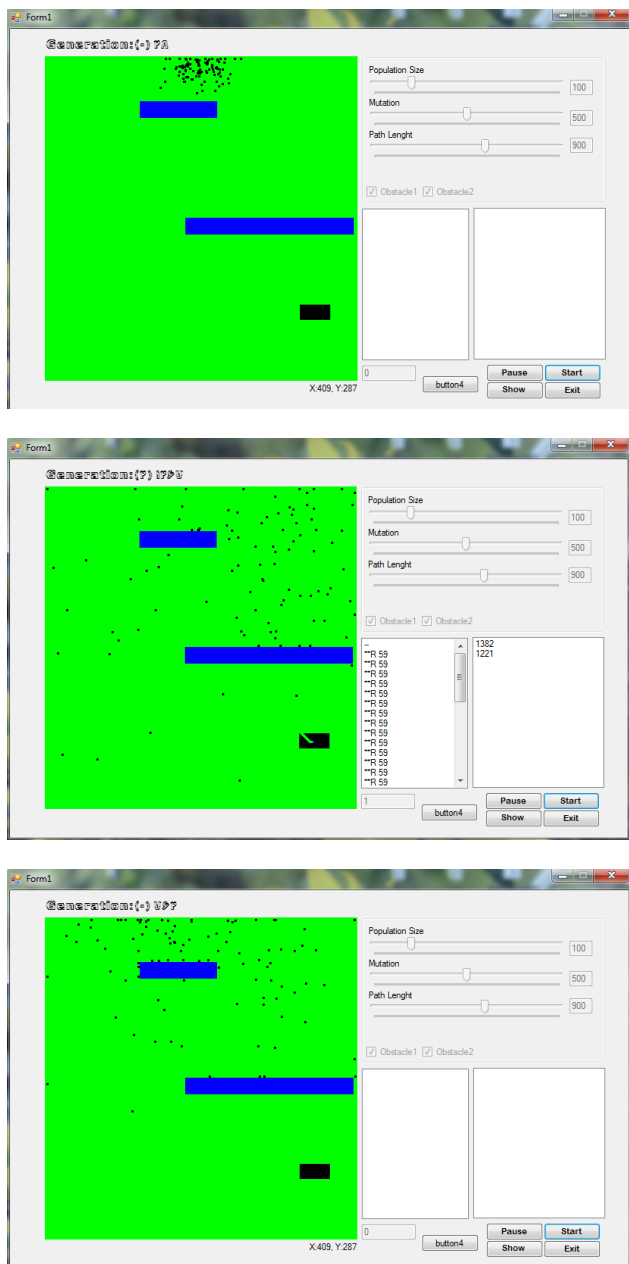 Form1
Generation:
Population Size
100
Mutation
500
Path Lenght
900
Obstacle1 Obstacle2
0
button4
Pause Start
Show Exit
X:409, Y:287
Form1
Generation:
Population Size
100
Mutation
500
Path Lenght
900
Obstacle1 Obstacle2
--
**R 59
**R 59
**R 59
**R 59
**R 59
**R 59
**R 59
**R 59
**R 59
**R 59
**R 59
1382
1221
1
button4
Pause Start
Show Exit
Form1
Generation:
Population Size
100
Mutation
500
Path Lenght
900
Obstacle1 Obstacle2
0
button4
Pause Start
Show Exit
X:409, Y:287